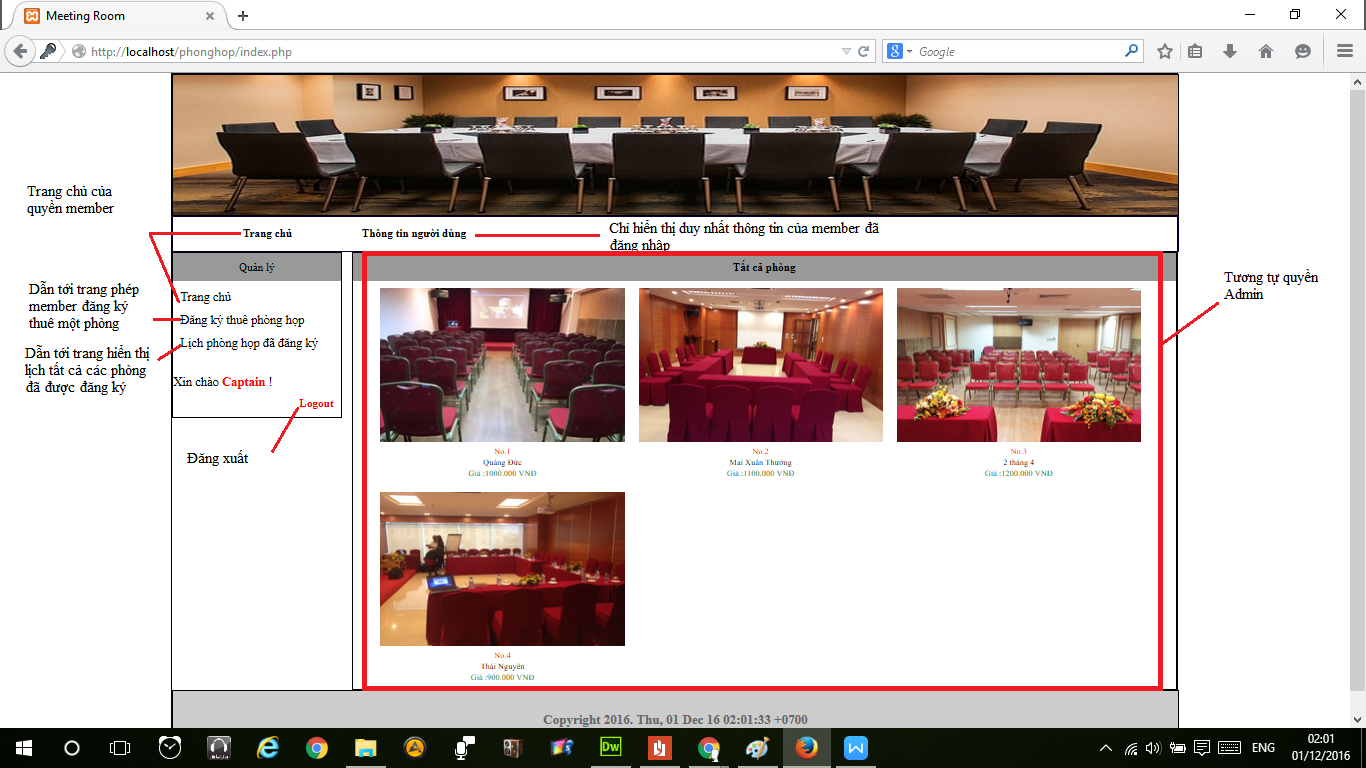 Meeting Room
http://localhost/phonghop/index.php
Google
Trang chủ của
quyền member
Trang chủ
Thông tin người dùng
Chỉ hiển thị duy nhất thông tin của member đã
đăng nhập
Quản lý
Tất cả phòng
Dẫn tới trang phép
member đăng ký
thuê một phòng
Trang chủ
Đăng ký thuê phòng họp
Lịch phòng họp đã đăng ký
Dẫn tới trang hiển thị
lịch tất cả các phòng
đã được đăng ký
Xin chào Captain !
Logout
Đăng xuất
Tương tự quyền
Admin
No.1
Quảng Đức
Giá :1000.000 VNĐ
No.2
Mai Xuân Thưởng
Giá :1100.000 VNĐ
No.3
2 tháng 4
Giá :1200.000 VNĐ
No.4
Thái Nguyên
Giá :900.000 VNĐ
Copyright 2016. Thu, 01 Dec 16 02:01:33 +0700
Dw
ENG
02:01
01/12/2016